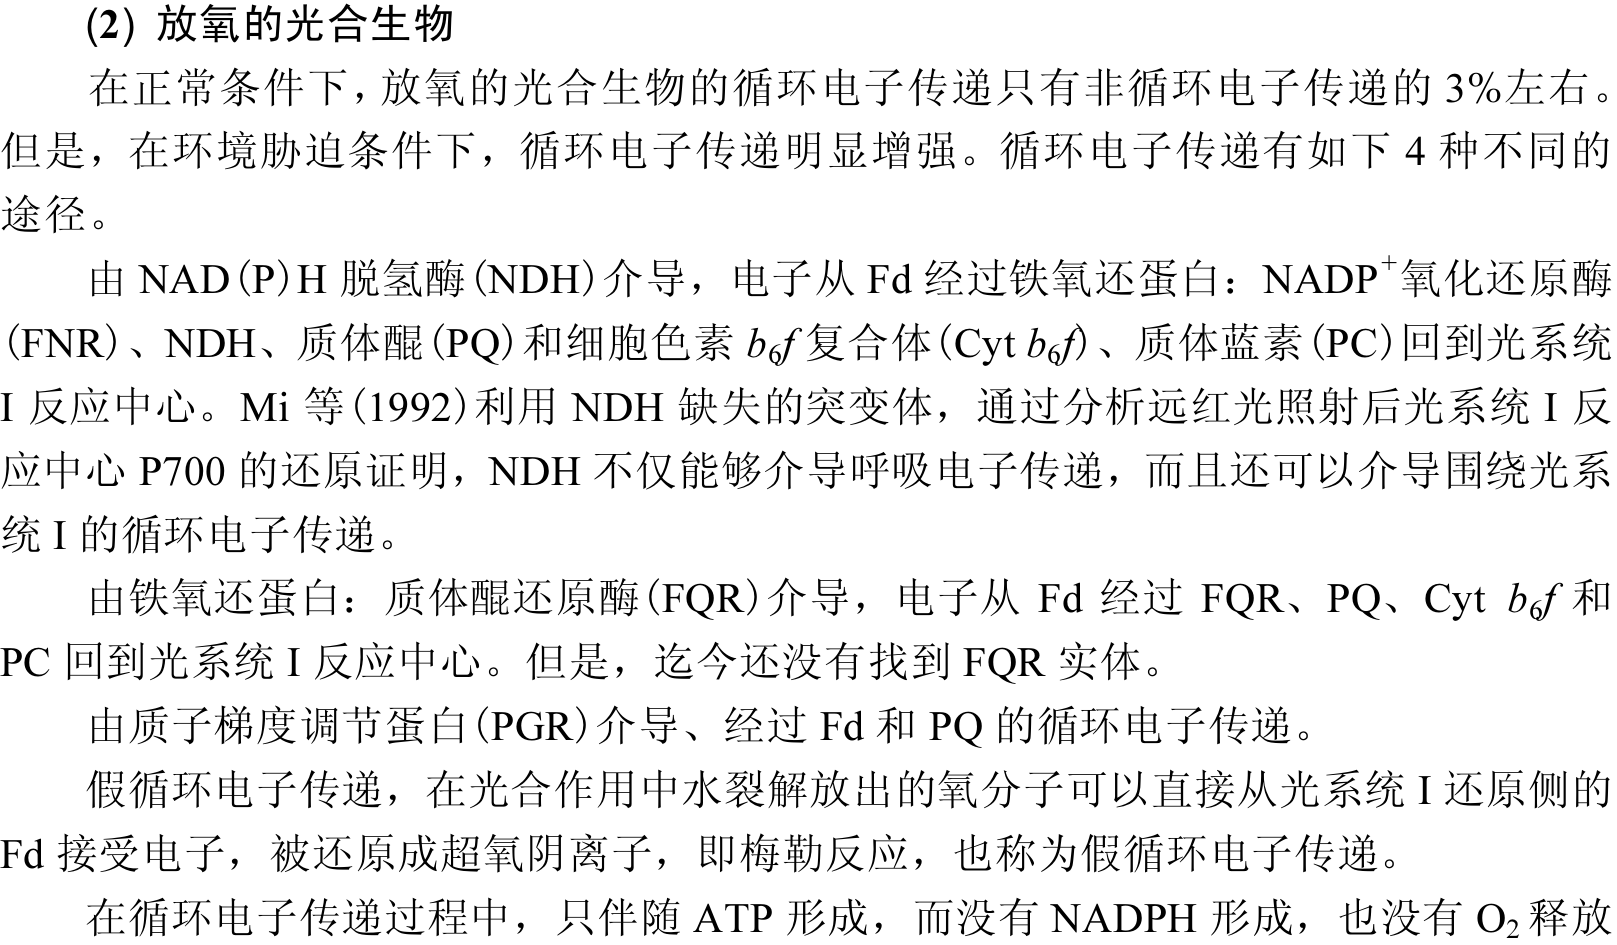 (2) 放氧的光合生物
在正常条件下，放氧的光合生物的循环电子传递只有非循环电子传递的 3%左右。
但是，在环境胁迫条件下，循环电子传递明显增强。循环电子传递有如下 4 种不同的
途径。
由 NAD(P)H 脱氢酶(NDH)介导，电子从 Fd 经过铁氧还蛋白：NADP⁺氧化还原酶
(FNR)、NDH、质体醌(PQ)和细胞色素 b₆f 复合体(Cyt b₆f)、质体蓝素(PC)回到光系统
I 反应中心。Mi 等(1992)利用 NDH 缺失的突变体，通过分析远红光照射后光系统 I 反
应中心 P700 的还原证明，NDH 不仅能够介导呼吸电子传递，而且还可以介导围绕光系
统 I 的循环电子传递。
由铁氧还蛋白：质体醌还原酶(FQR)介导，电子从 Fd 经过 FQR、PQ、Cyt b₆f 和
PC 回到光系统 I 反应中心。但是，迄今还没有找到 FQR 实体。
由质子梯度调节蛋白(PGR)介导、经过 Fd 和 PQ 的循环电子传递。
假循环电子传递，在光合作用中水裂解放出的氧分子可以直接从光系统 I 还原侧的
Fd 接受电子，被还原成超氧阴离子，即梅勒反应，也称为假循环电子传递。
在循环电子传递过程中，只伴随 ATP 形成，而没有 NADPH 形成，也没有 O₂释放